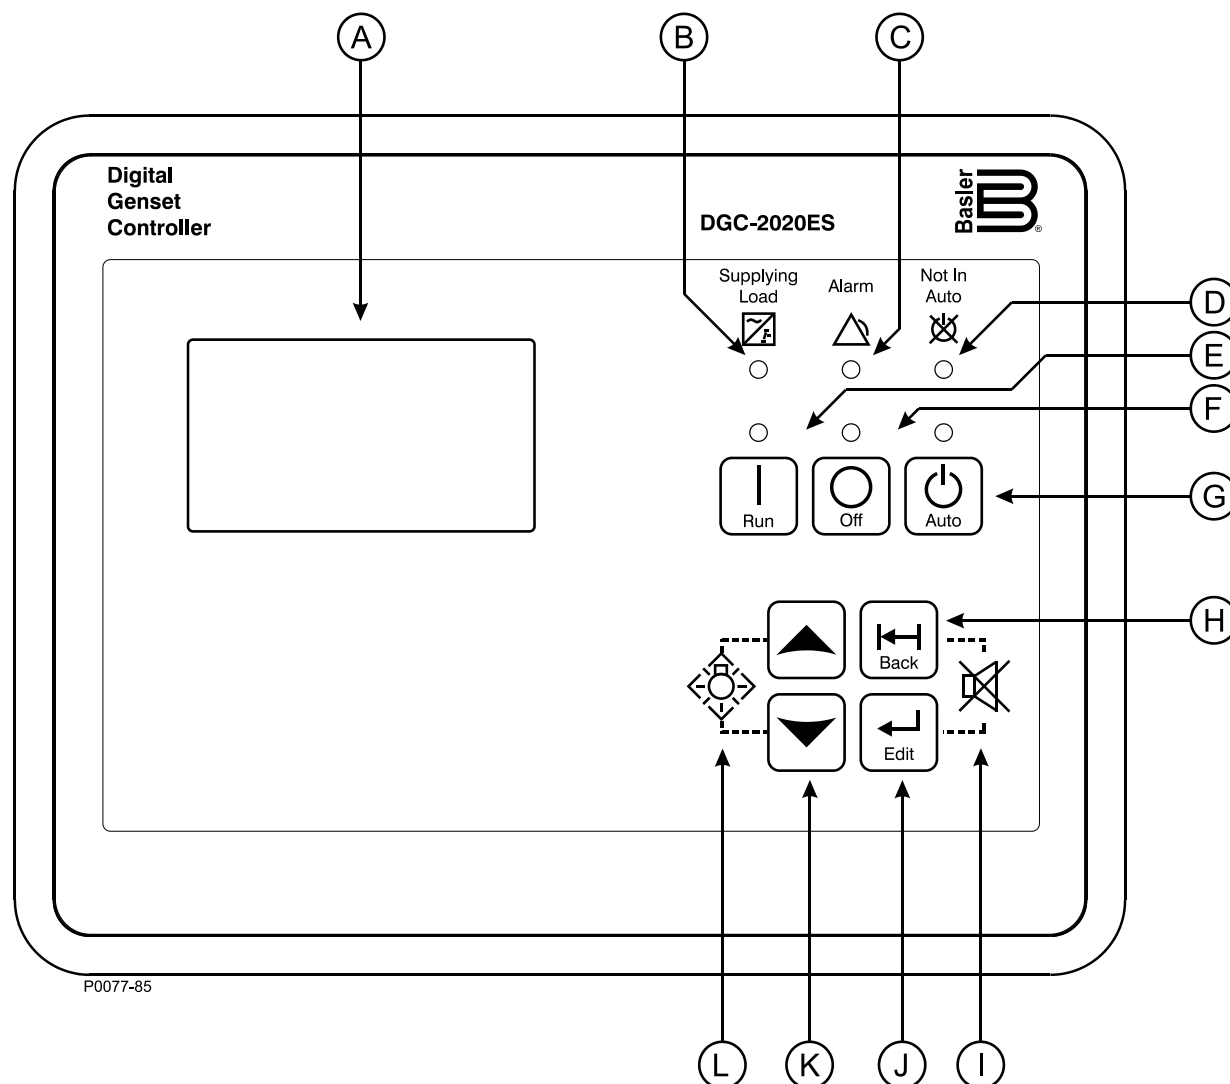 A
B
C
Digital
Genset
Controller
DGC-2020ES
Basler
®
Supplying
Load
Alarm
Not In
Auto
D
E
F
Run
Off
Auto
G
H
Back
Edit
P0077-85
L
K
J
I